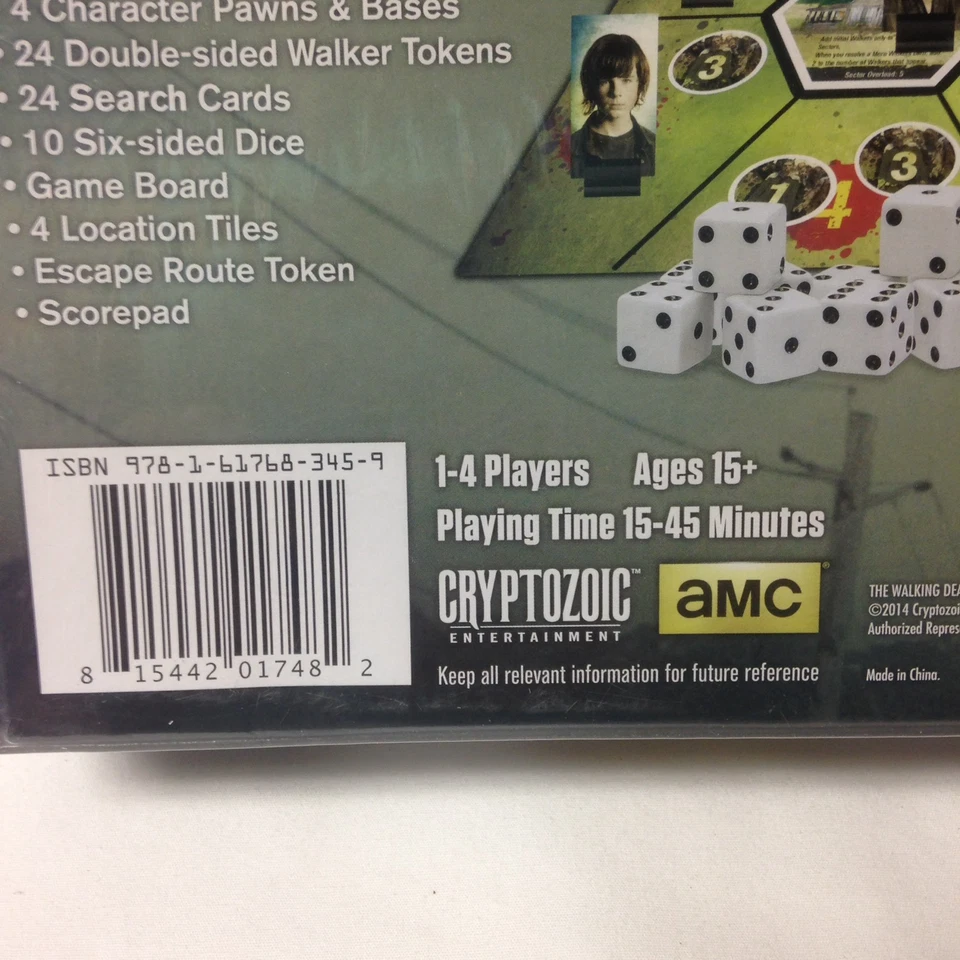 4 Character Pawns & Bases
• 24 Double-sided Walker Tokens
• 24 Search Cards
• 10 Six-sided Dice
• Game Board
• 4 Location Tiles
• Escape Route Token
• Scorepad
3
Sector Overload: 5
1
4
3
ISBN 978-1-61768-345-9
8 15442 01748 2
1-4 Players Ages 15+
Playing Time 15-45 Minutes
CRYPTOZOIC™
ENTERTAINMENT
aMC®
Keep all relevant information for future reference
THE WALKING DEA
©2014 Cryptozoi
Authorized Repres
Made in China.